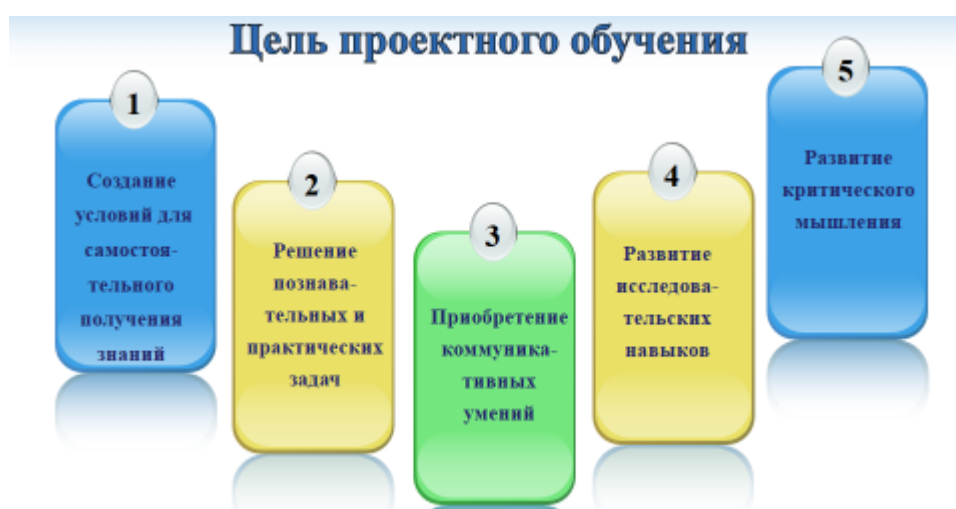 Цель проектного обучения
1
Создание
условий для
самостоя-
тельного
получения
знаний
2
Решение
познава-
тельных и
практических
задач
3
Приобретение
коммуника-
тивных
умений
4
Развитие
исследова-
тельских
навыков
5
Развитие
критического
мышления